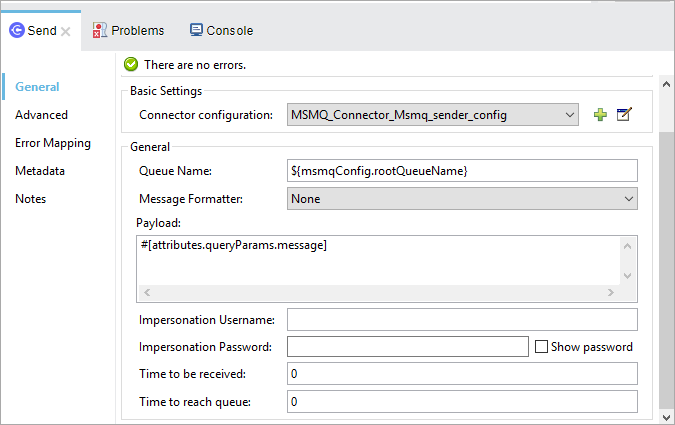 Send Problems Console
There are no errors.
General
Advanced
Error Mapping
Metadata
Notes
Basic Settings
Connector configuration: MSMQ_Connector_Msmq_sender_config
General
Queue Name: ${msmqConfig.rootQueueName}
Message Formatter: None
Payload:
#[attributes.queryParams.message]
Impersonation Username:
Impersonation Password: Show password
Time to be received: 0
Time to reach queue: 0